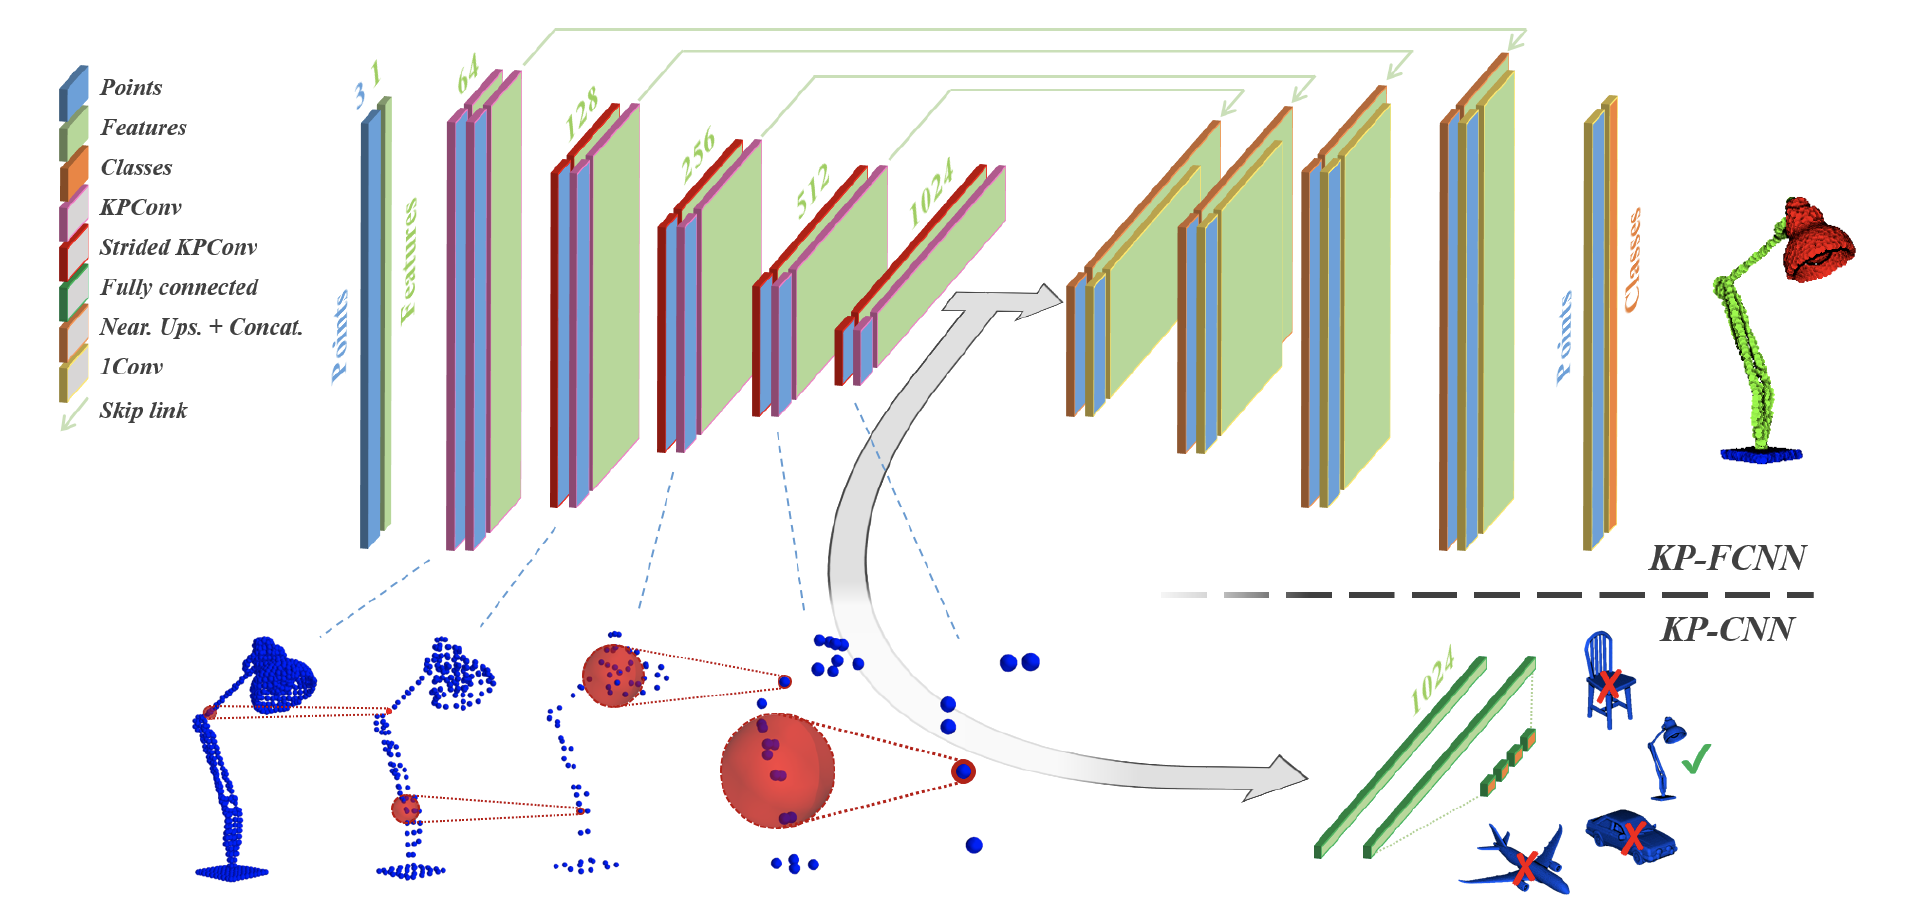 Points
Features
Classes
KPConv
Strided KPConv
Fully connected
Near. Ups. + Concat.
1Conv
Skip link
3
1
64
128
256
512
1024
Points
Features
Points
Classes
KP-FCNN
KP-CNN
1024